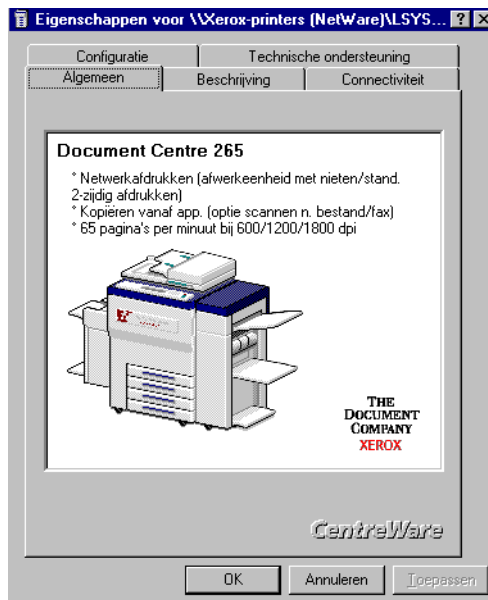 Eigenschappen voor \\Xerox-printers (NetWare)\LSYS...
Configuratie
Technische ondersteuning
Algemeen
Beschrijving
Connectiviteit
Document Centre 265
* Netwerkafdrukken (afwerkeenheid met nieten/stand.
2-zijdig afdrukken)
* Kopiëren vanaf app. (optie scannen n. bestand/fax)
* 65 pagina's per minuut bij 600/1200/1800 dpi
THE
DOCUMENT
COMPANY
XEROX
CentreWare
OK
Annuleren
Toepassen